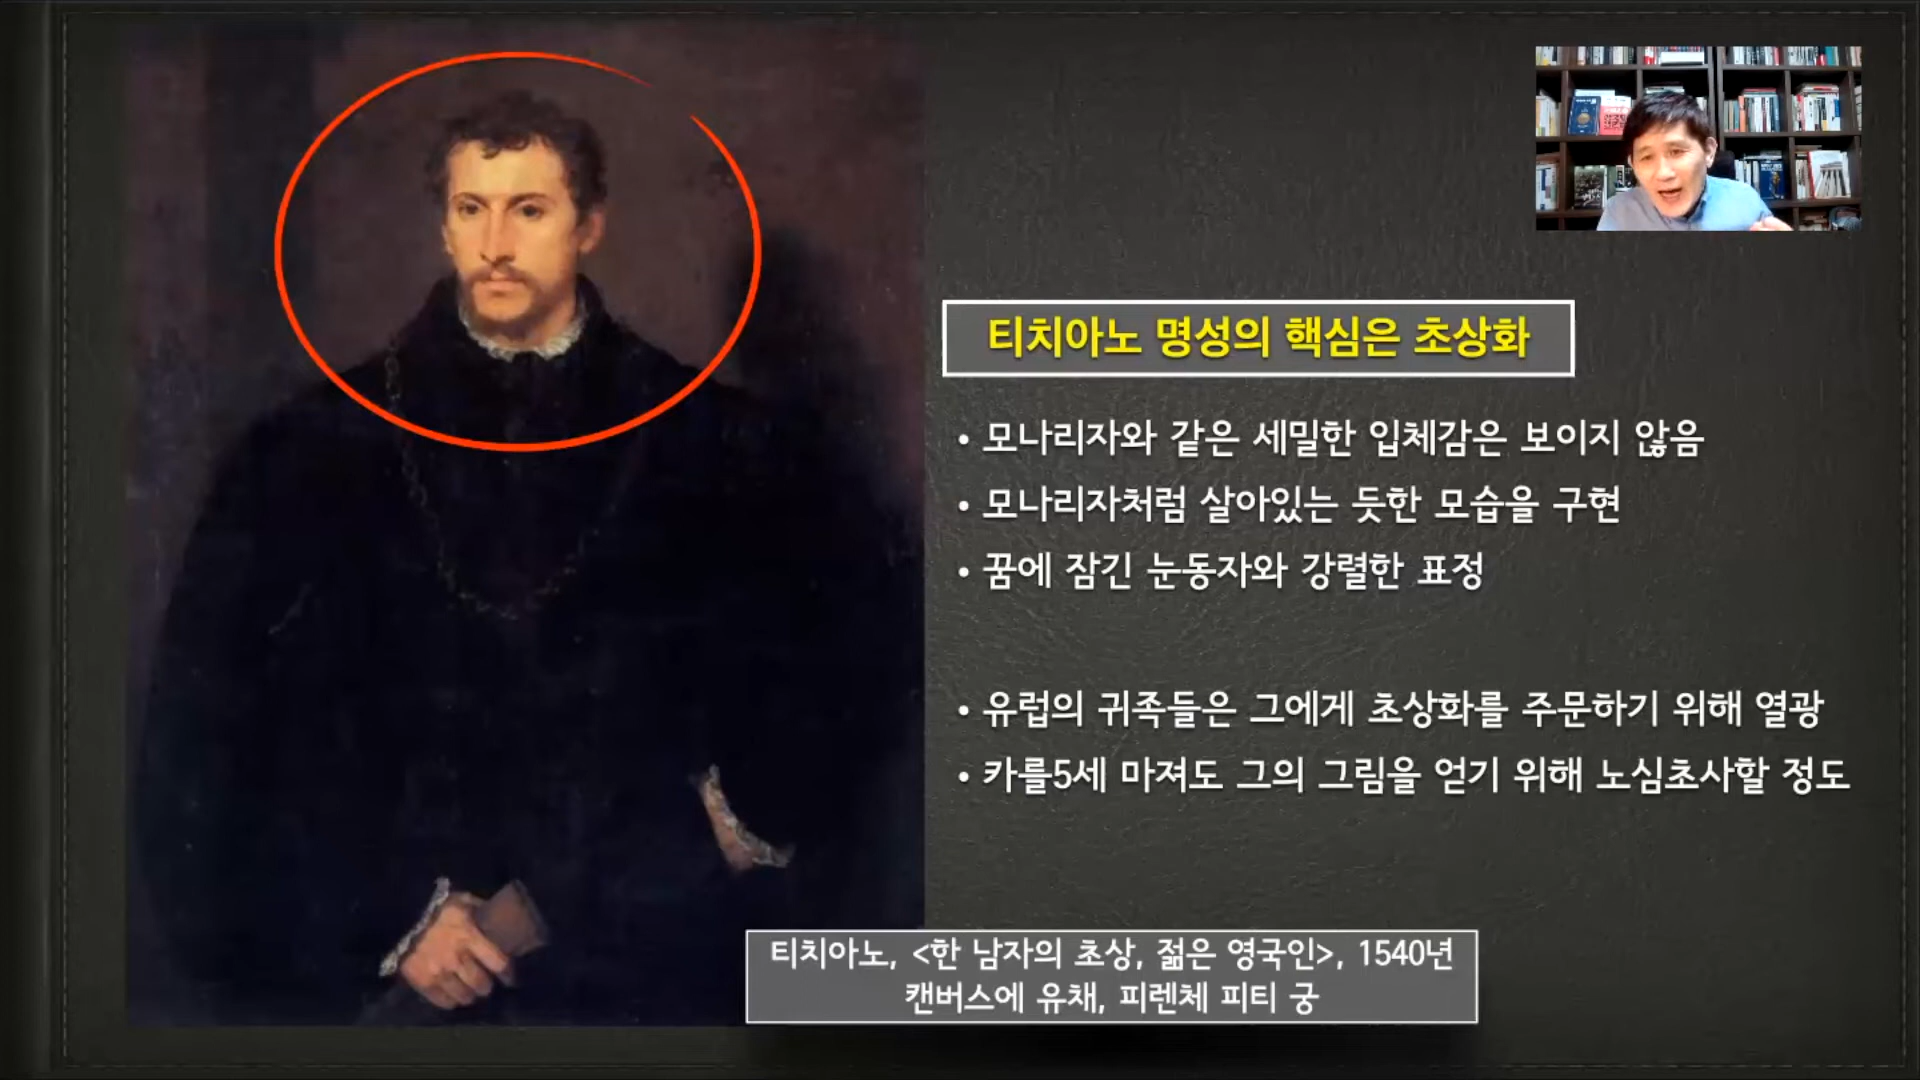 티치아노 명성의 핵심은 초상화
• 모나리자와 같은 세밀한 입체감은 보이지 않음
• 모나리자처럼 살아있는 듯한 모습을 구현
• 꿈에 잠긴 눈동자와 강렬한 표정
• 유럽의 귀족들은 그에게 초상화를 주문하기 위해 열광
• 카를5세 마져도 그의 그림을 얻기 위해 노심초사할 정도
티치아노, <한 남자의 초상, 젊은 영국인>, 1540년
캔버스에 유채, 피렌체 피티 궁